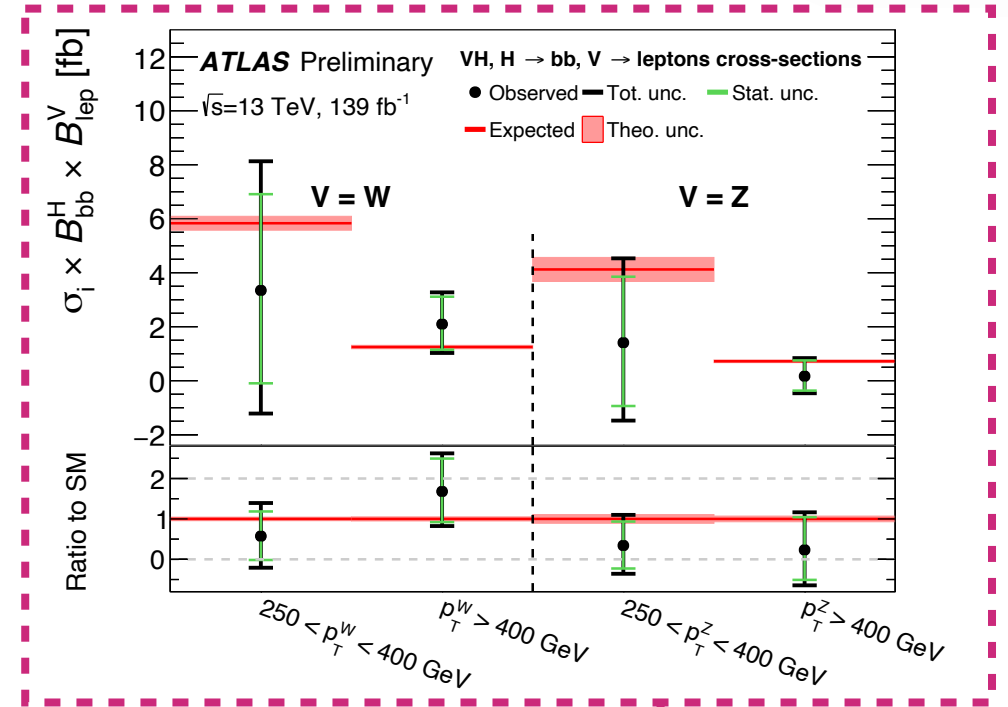 σ_i × B^H_bb × B^V_lep [fb]
ATLAS Preliminary
√s=13 TeV, 139 fb⁻¹
VH, H → bb, V → leptons cross-sections
Observed Tot. unc. Stat. unc.
Expected Theo. unc.
V = W
V = Z
12
10
8
6
4
2
0
−2
Ratio to SM
2
1
0
250 < p_T^W < 400 GeV
p_T^W > 400 GeV
250 < p_T^Z < 400 GeV
p_T^Z > 400 GeV